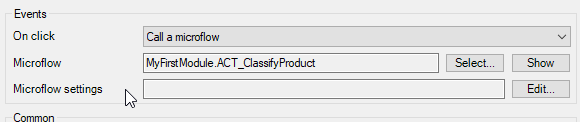 Events
On click Call a microflow
Microflow MyFirstModule.ACT_ClassifyProduct Select... Show
Microflow settings Edit...
Common